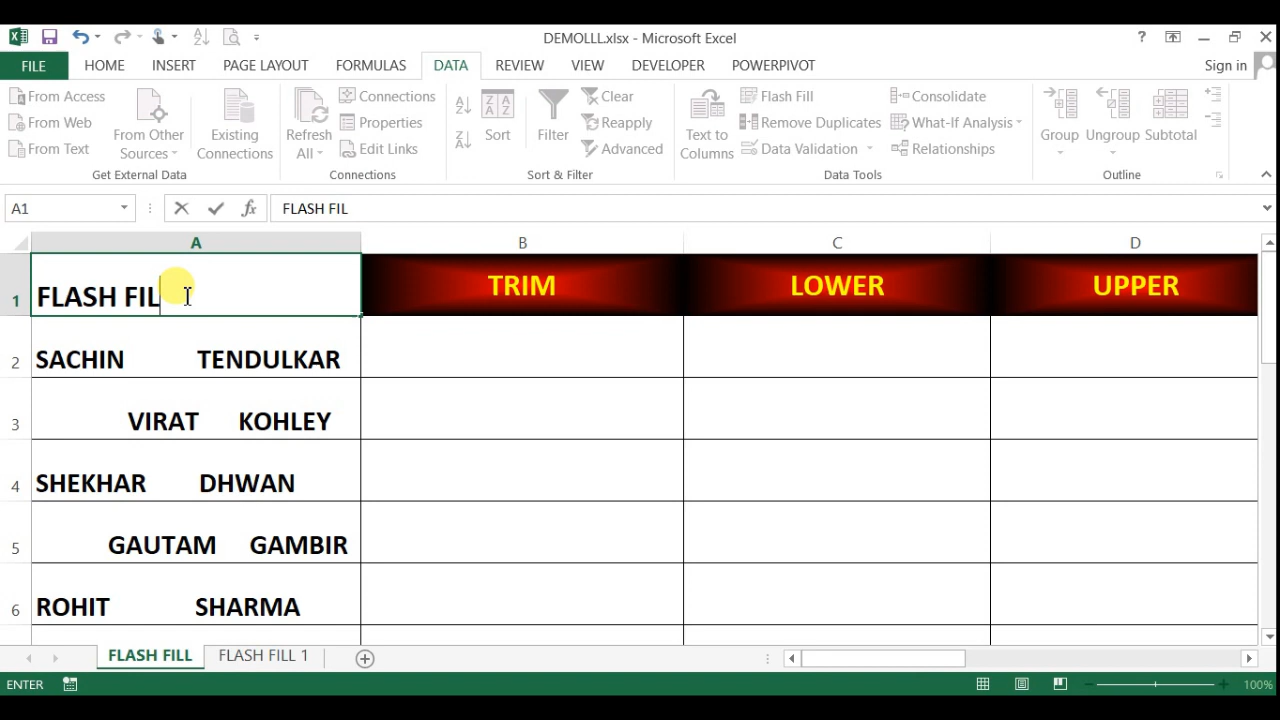 DEMOLLL.xlsx - Microsoft Excel
?
FILE HOME INSERT PAGE LAYOUT FORMULAS DATA REVIEW VIEW DEVELOPER POWERPIVOT Sign in
From Access
From Web
From Text
From Other
Sources
Existing
Connections
Get External Data
Refresh
All
Connections
Properties
Edit Links
Connections
Sort
Filter
Clear
Reapply
Advanced
Sort & Filter
Text to
Columns
Flash Fill
Remove Duplicates
Data Validation
Consolidate
What-If Analysis
Relationships
Data Tools
Group
Ungroup
Subtotal
Outline
A1 fx FLASH FIL
A B C D
1 FLASH FIL TRIM LOWER UPPER
2 SACHIN TENDULKAR
3 VIRAT KOHLEY
4 SHEKHAR DHWAN
5 GAUTAM GAMBIR
6 ROHIT SHARMA
FLASH FILL FLASH FILL 1
ENTER 100%